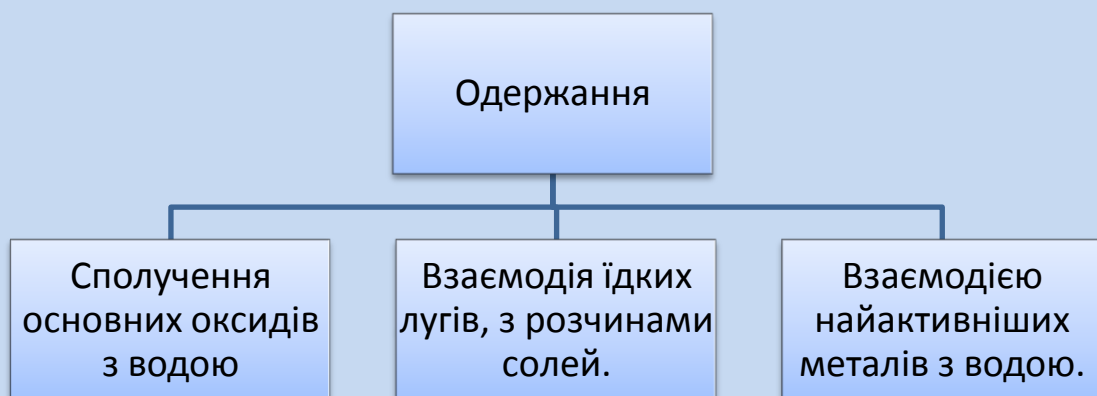 Одержання
Сполучення
основних оксидів
з водою
Взаємодія їдких
лугів, з розчинами
солей.
Взаємодією
найактивніших
металів з водою.